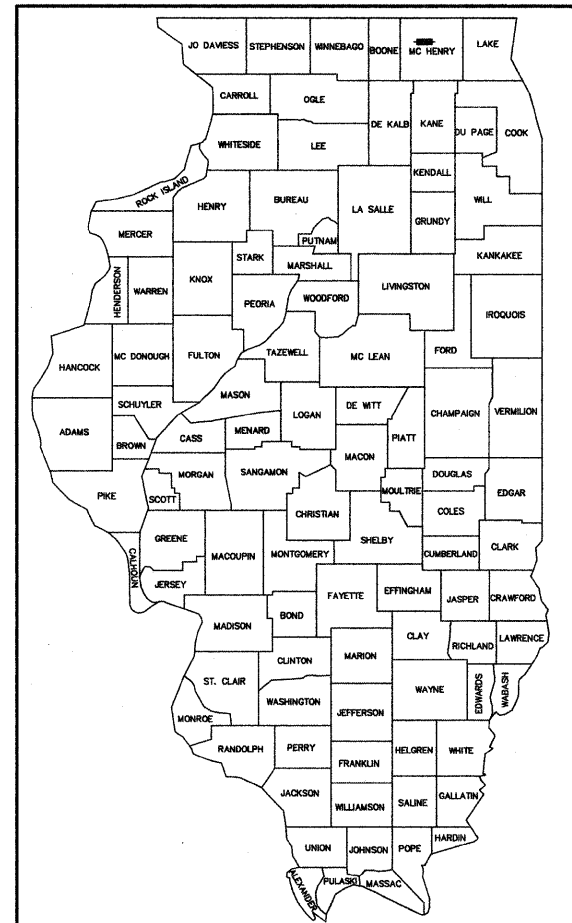 JO DAVIESS
STEPHENSON
WINNEBAGO
BOONE
MC HENRY
LAKE
CARROLL
OGLE
DE KALB
KANE
DU PAGE
COOK
WHITESIDE
LEE
KENDALL
WILL
ROCK ISLAND
HENRY
BUREAU
LA SALLE
GRUNDY
MERCER
PUTNAM
STARK
MARSHALL
KANKAKEE
HENDERSON
WARREN
KNOX
PEORIA
WOODFORD
LIVINGSTON
IROQUOIS
HANCOCK
MC DONOUGH
FULTON
TAZEWELL
MC LEAN
FORD
MASON
SCHUYLER
LOGAN
DE WITT
CHAMPAIGN
VERMILION
ADAMS
BROWN
CASS
MENARD
PIATT
MACON
MORGAN
SANGAMON
DOUGLAS
PIKE
SCOTT
CHRISTIAN
MOULTRIE
COLES
EDGAR
GREENE
MACOUPIN
MONTGOMERY
SHELBY
CUMBERLAND
CLARK
CALHOUN
JERSEY
FAYETTE
EFFINGHAM
JASPER
CRAWFORD
MADISON
BOND
CLAY
RICHLAND
LAWRENCE
CLINTON
MARION
ST. CLAIR
WAYNE
EDWARDS
WABASH
WASHINGTON
MONROE
JEFFERSON
RANDOLPH
PERRY
HELGREN
WHITE
FRANKLIN
JACKSON
WILLIAMSON
SALINE
GALLATIN
UNION
JOHNSON
POPE
HARDIN
ALEXANDER
PULASKI
MASSAC